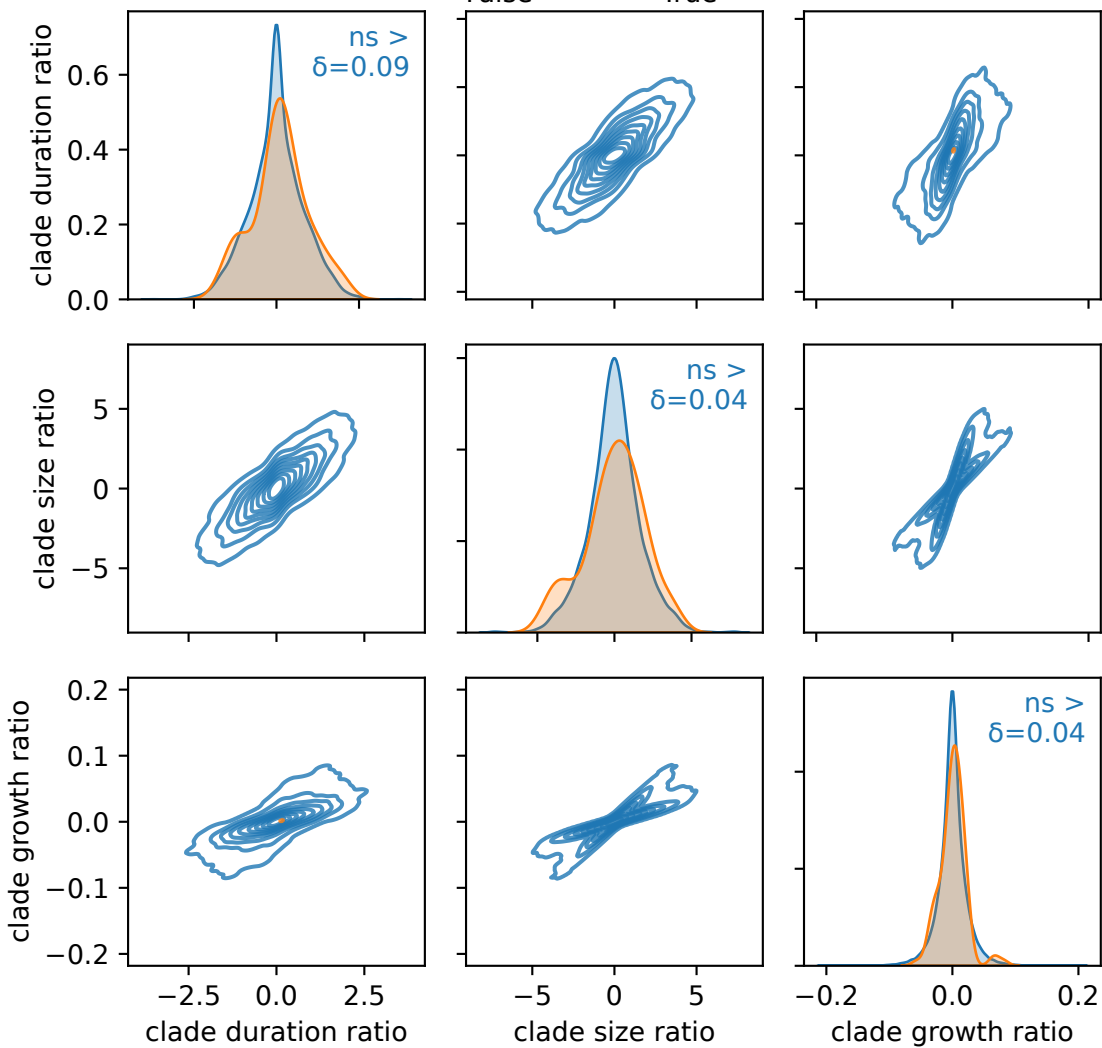 clade duration ratio
0.6
0.4
0.2
0.0
ns >
δ=0.09
clade size ratio
5
0
−5
ns >
δ=0.04
clade growth ratio
0.2
0.1
0.0
−0.1
−0.2
ns >
δ=0.04
−2.5 0.0 2.5
−5 0 5
−0.2 0.0 0.2
clade duration ratio
clade size ratio
clade growth ratio